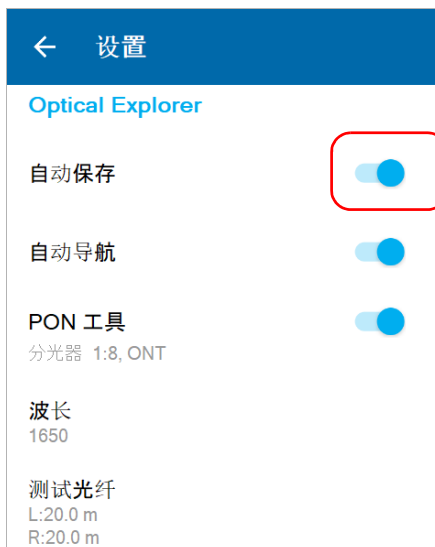 设置
Optical Explorer
自动保存
自动导航
PON 工具
分光器 1:8, ONT
波长
1650
测试光纤
L:20.0 m
R:20.0 m